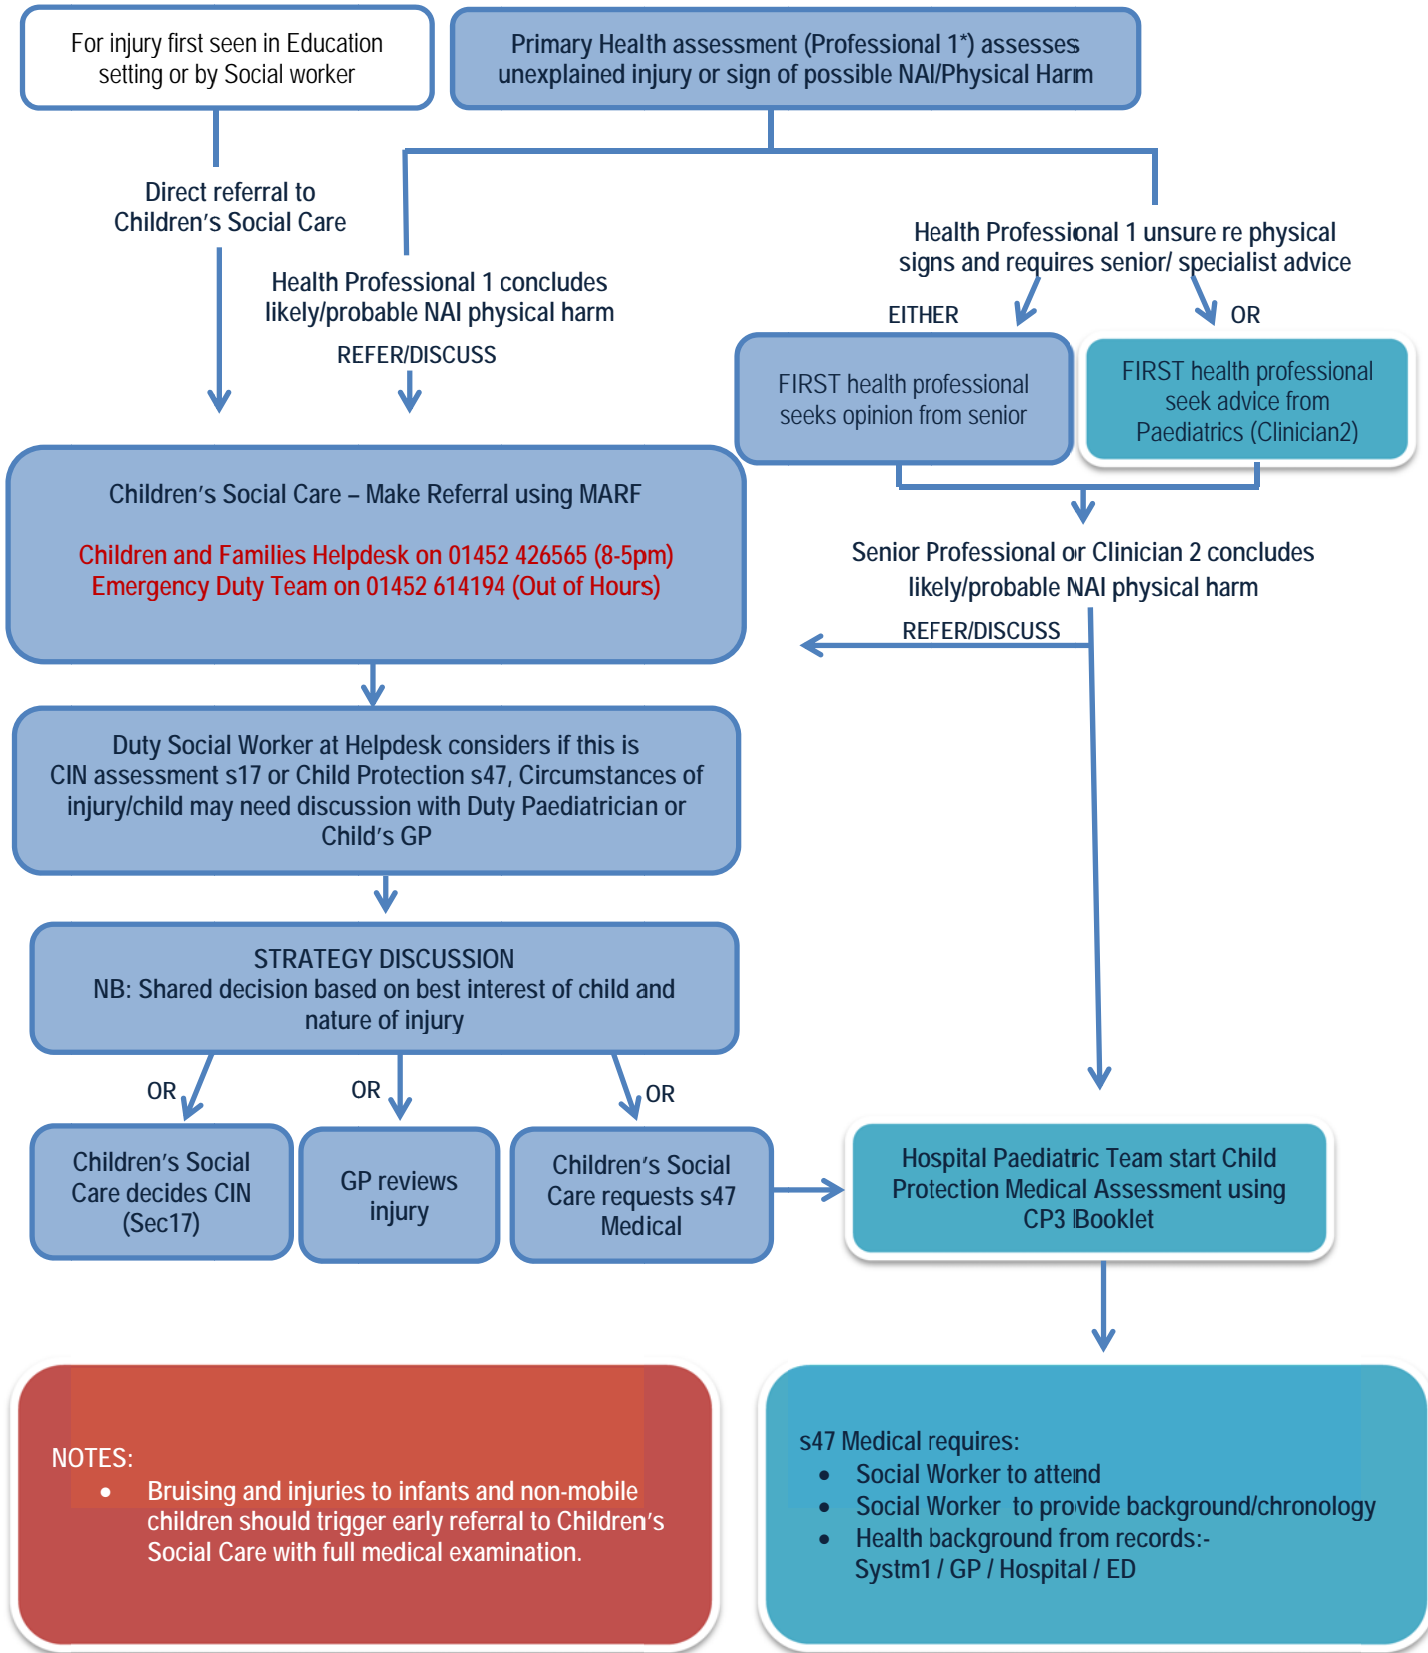 For injury first seen in Education
setting or by Social worker
Primary Health assessment (Professional 1*) assesses
unexplained injury or sign of possible NAI/Physical Harm
Direct referral to
Children's Social Care
Health Professional 1 concludes
likely/probable NAI physical harm
REFER/DISCUSS
Health Professional 1 unsure re physical
signs and requires senior/ specialist advice
EITHER
OR
FIRST health professional
seeks opinion from senior
FIRST health professional
seek advice from
Paediatrics (Clinician2)
Children's Social Care – Make Referral using MARF
Children and Families Helpdesk on 01452 426565 (8-5pm)
Emergency Duty Team on 01452 614194 (Out of Hours)
Senior Professional or Clinician 2 concludes
likely/probable NAI physical harm
REFER/DISCUSS
Duty Social Worker at Helpdesk considers if this is
CIN assessment s17 or Child Protection s47, Circumstances of
injury/child may need discussion with Duty Paediatrician or
Child's GP
STRATEGY DISCUSSION
NB: Shared decision based on best interest of child and
nature of injury
OR
OR
OR
Children's Social
Care decides CIN
(Sec17)
GP reviews
injury
Children's Social
Care requests s47
Medical
Hospital Paediatric Team start Child
Protection Medical Assessment using
CP3 Booklet
NOTES:
• Bruising and injuries to infants and non-mobile
children should trigger early referral to Children's
Social Care with full medical examination.
s47 Medical requires:
• Social Worker to attend
• Social Worker to provide background/chronology
• Health background from records:-
Systm1 / GP / Hospital / ED